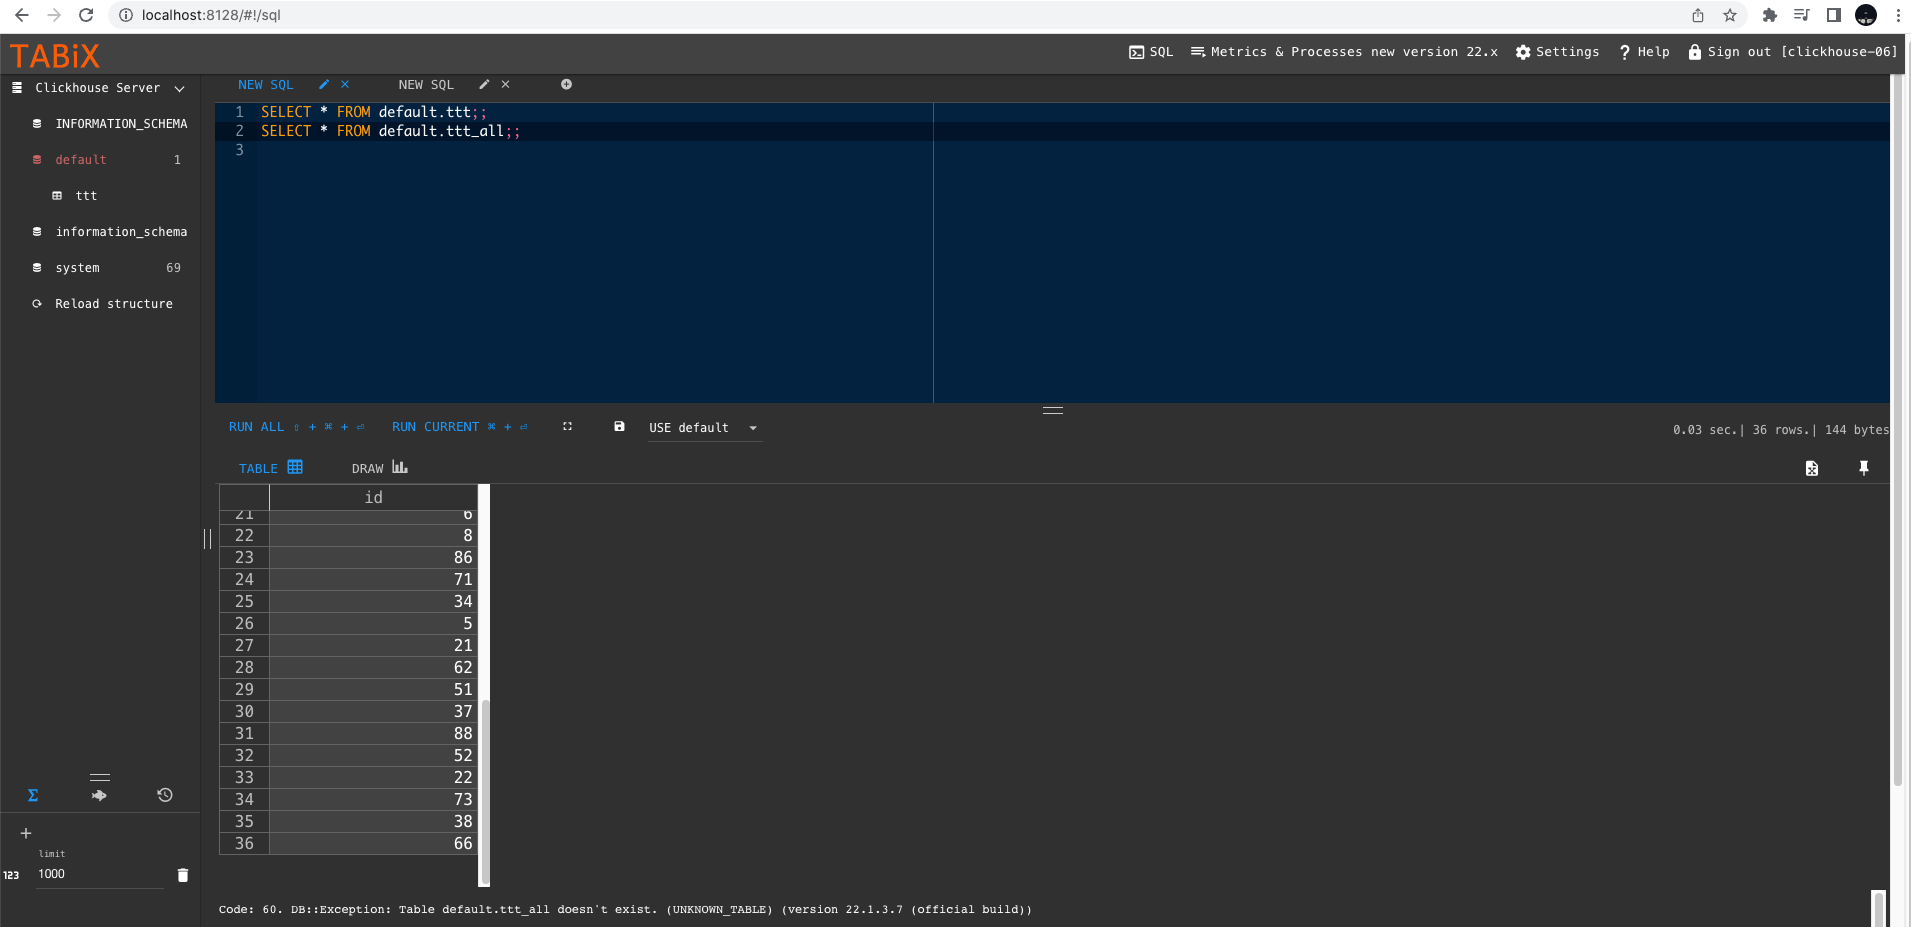 localhost:8128/#!/sql
TABiX
SQL
Metrics & Processes new version 22.x
Settings
? Help
Sign out [clickhouse-06]
Clickhouse Server
INFORMATION_SCHEMA
default 1
ttt
information_schema
system 69
Reload structure
NEW SQL
NEW SQL
1 SELECT * FROM default.ttt;;
2 SELECT * FROM default.ttt_all;;
3
RUN ALL ⇧ + ⌘ + ⏎
RUN CURRENT ⌘ + ⏎
USE default
0.03 sec.| 36 rows.| 144 bytes
TABLE
DRAW
id
21 6
22 8
23 86
24 71
25 34
26 5
27 21
28 62
29 51
30 37
31 88
32 52
33 22
34 73
35 38
36 66
Σ
+
limit
123 1000
Code: 60. DB::Exception: Table default.ttt_all doesn't exist. (UNKNOWN_TABLE) (version 22.1.3.7 (official build))